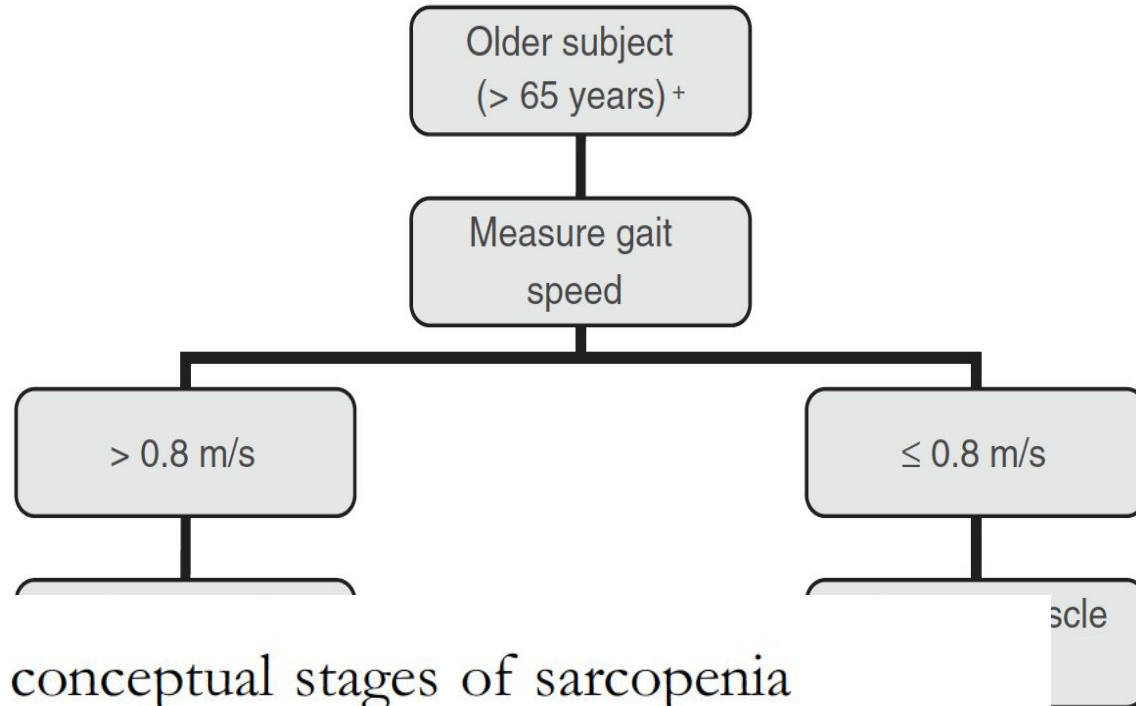 Older subject
(> 65 years) +
Measure gait
speed
> 0.8 m/s
≤ 0.8 m/s
conceptual stages of sarcopenia